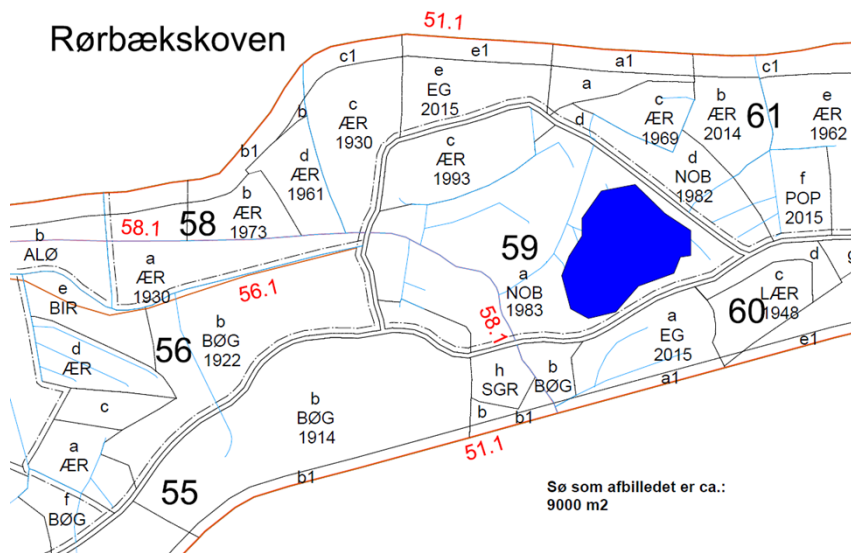 Rørbækskoven
51.1
c1
e1
a1
c1
e
EG
2015
a
b
c
ÆR
1930
c
ÆR
1969
b
ÆR
2014
61
e
ÆR
1962
d
b1
c
ÆR
1993
d
ÆR
1961
d
NOB
1982
f
POP
2015
58.1
58
b
ÆR
1973
b
ALØ
59
a
ÆR
1930
56.1
a
NOB
1983
58.1
e
BIR
d
c
LÆR
1948
60
g
b
BØG
1922
56
a
EG
2015
d
ÆR
h
SGR
b
BØG
e1
a1
c
b
BØG
1914
b
b1
51.1
a
ÆR
b1
55
f
BØG
Sø som afbilledet er ca.:
9000 m2